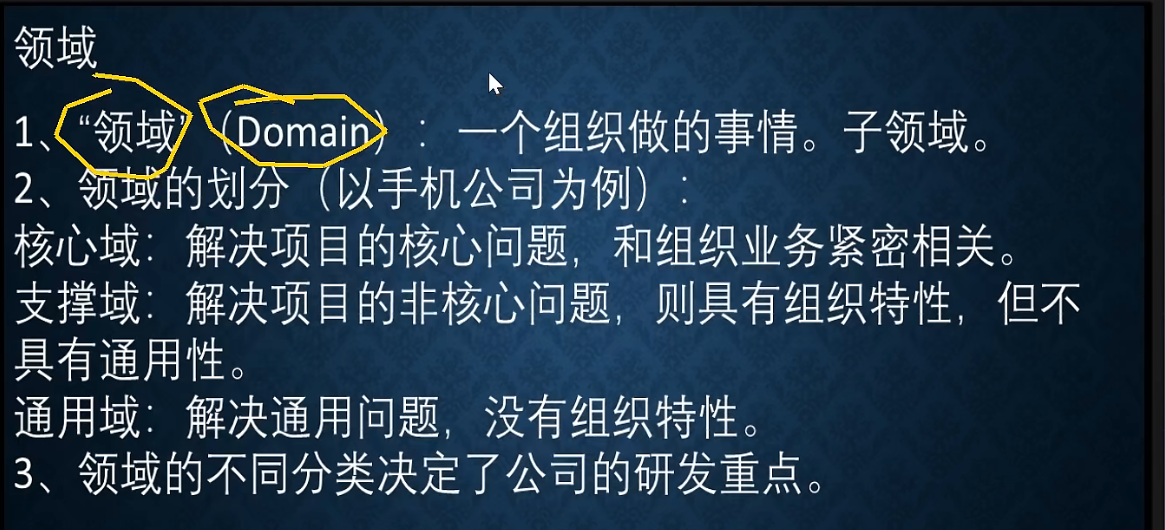 领域
1、“领域”（Domain）：一个组织做的事情。子领域。
2、领域的划分（以手机公司为例）：
核心域：解决项目的核心问题，和组织业务紧密相关。
支撑域：解决项目的非核心问题，则具有组织特性，但不
具有通用性。
通用域：解决通用问题，没有组织特性。
3、领域的不同分类决定了公司的研发重点。